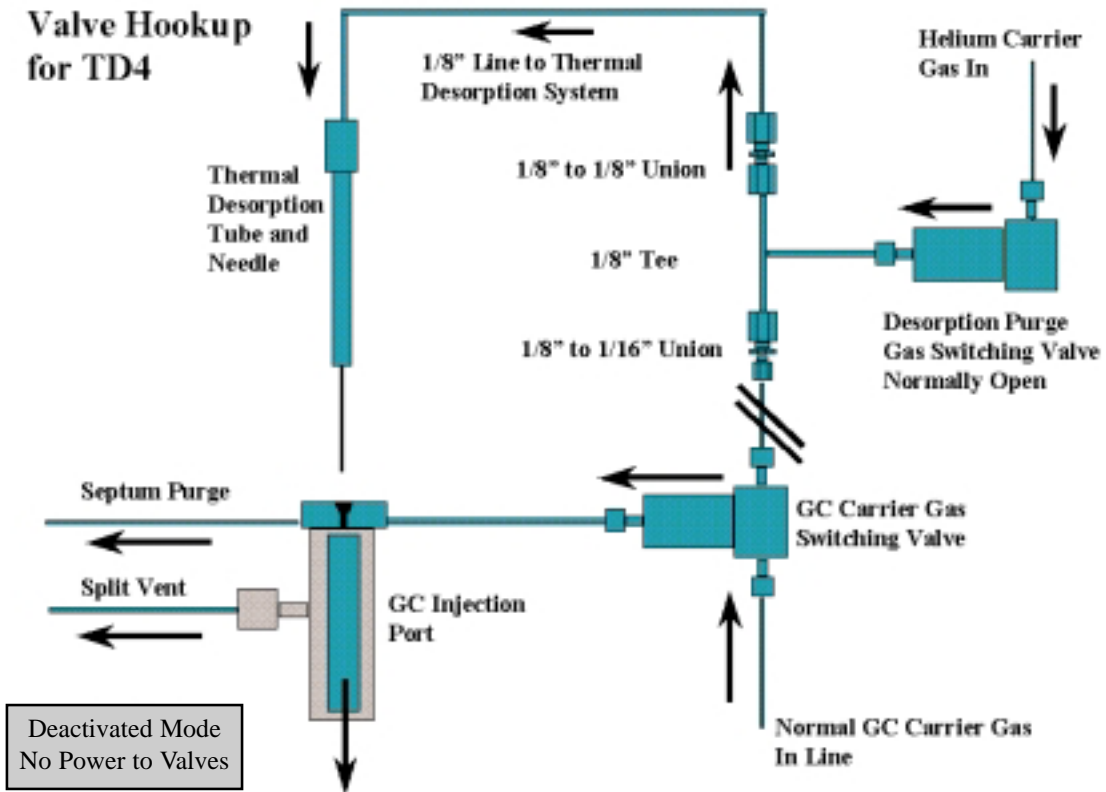 Valve Hookup
for TD4
1/8” Line to Thermal
Desorption System
Helium Carrier
Gas In
Thermal
Desorption
Tube and
Needle
1/8” to 1/8” Union
1/8” Tee
1/8” to 1/16” Union
Desorption Purge
Gas Switching Valve
Normally Open
Septum Purge
GC Carrier Gas
Switching Valve
Split Vent
GC Injection
Port
Normal GC Carrier Gas
In Line
Deactivated Mode
No Power to Valves